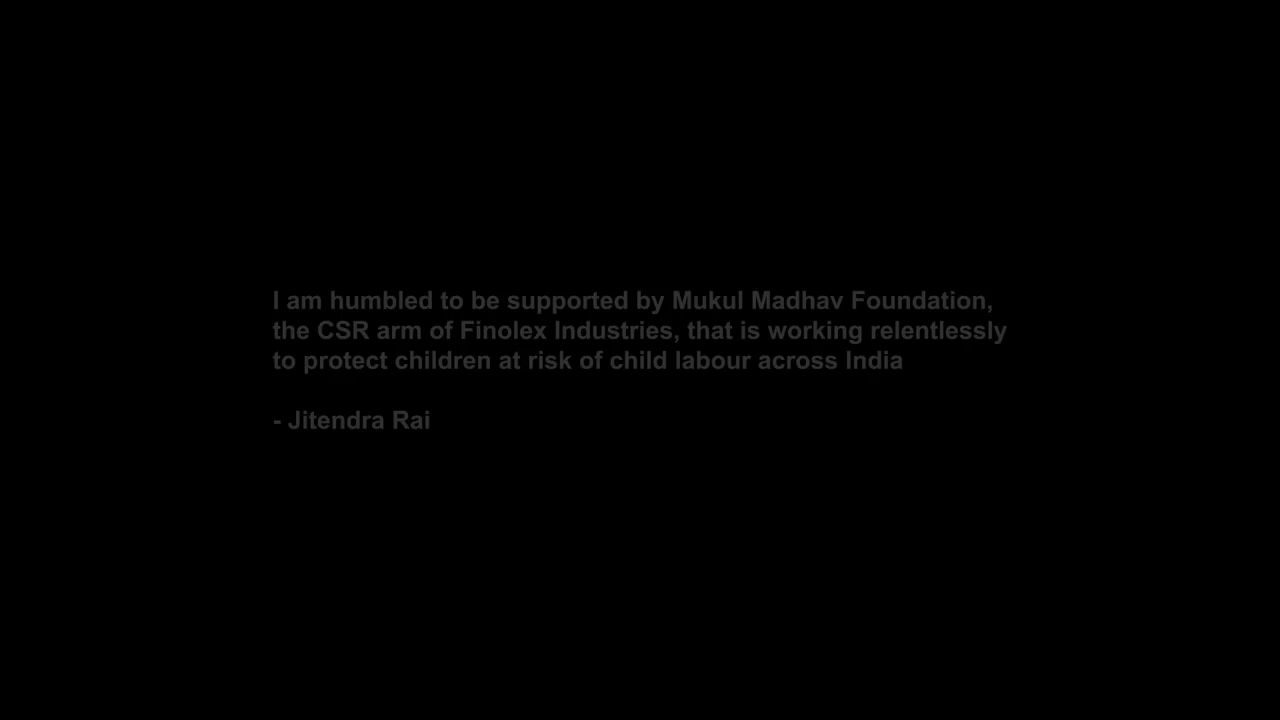 I am humbled to be supported by Mukul Madhav Foundation,
the CSR arm of Finolex Industries, that is working relentlessly
to protect children at risk of child labour across India
- Jitendra Rai